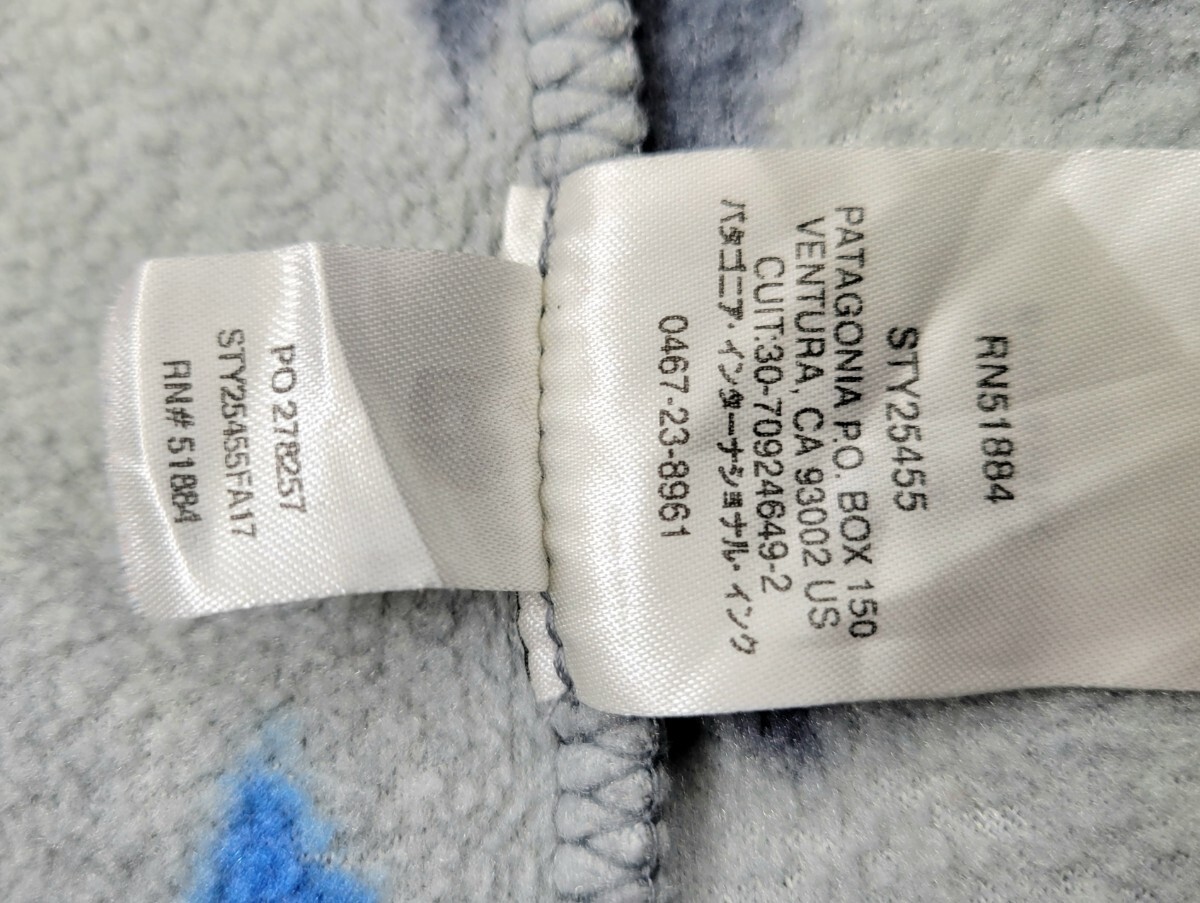 RN51884
STY25455
PATAGONIA P.O. BOX 150
VENTURA, CA 93002 US
CUIT:30-70924649-2
パタゴニア・インターナショナル・インク
0467-23-8961
PO 278257
STY25455FA17
RN# 51884